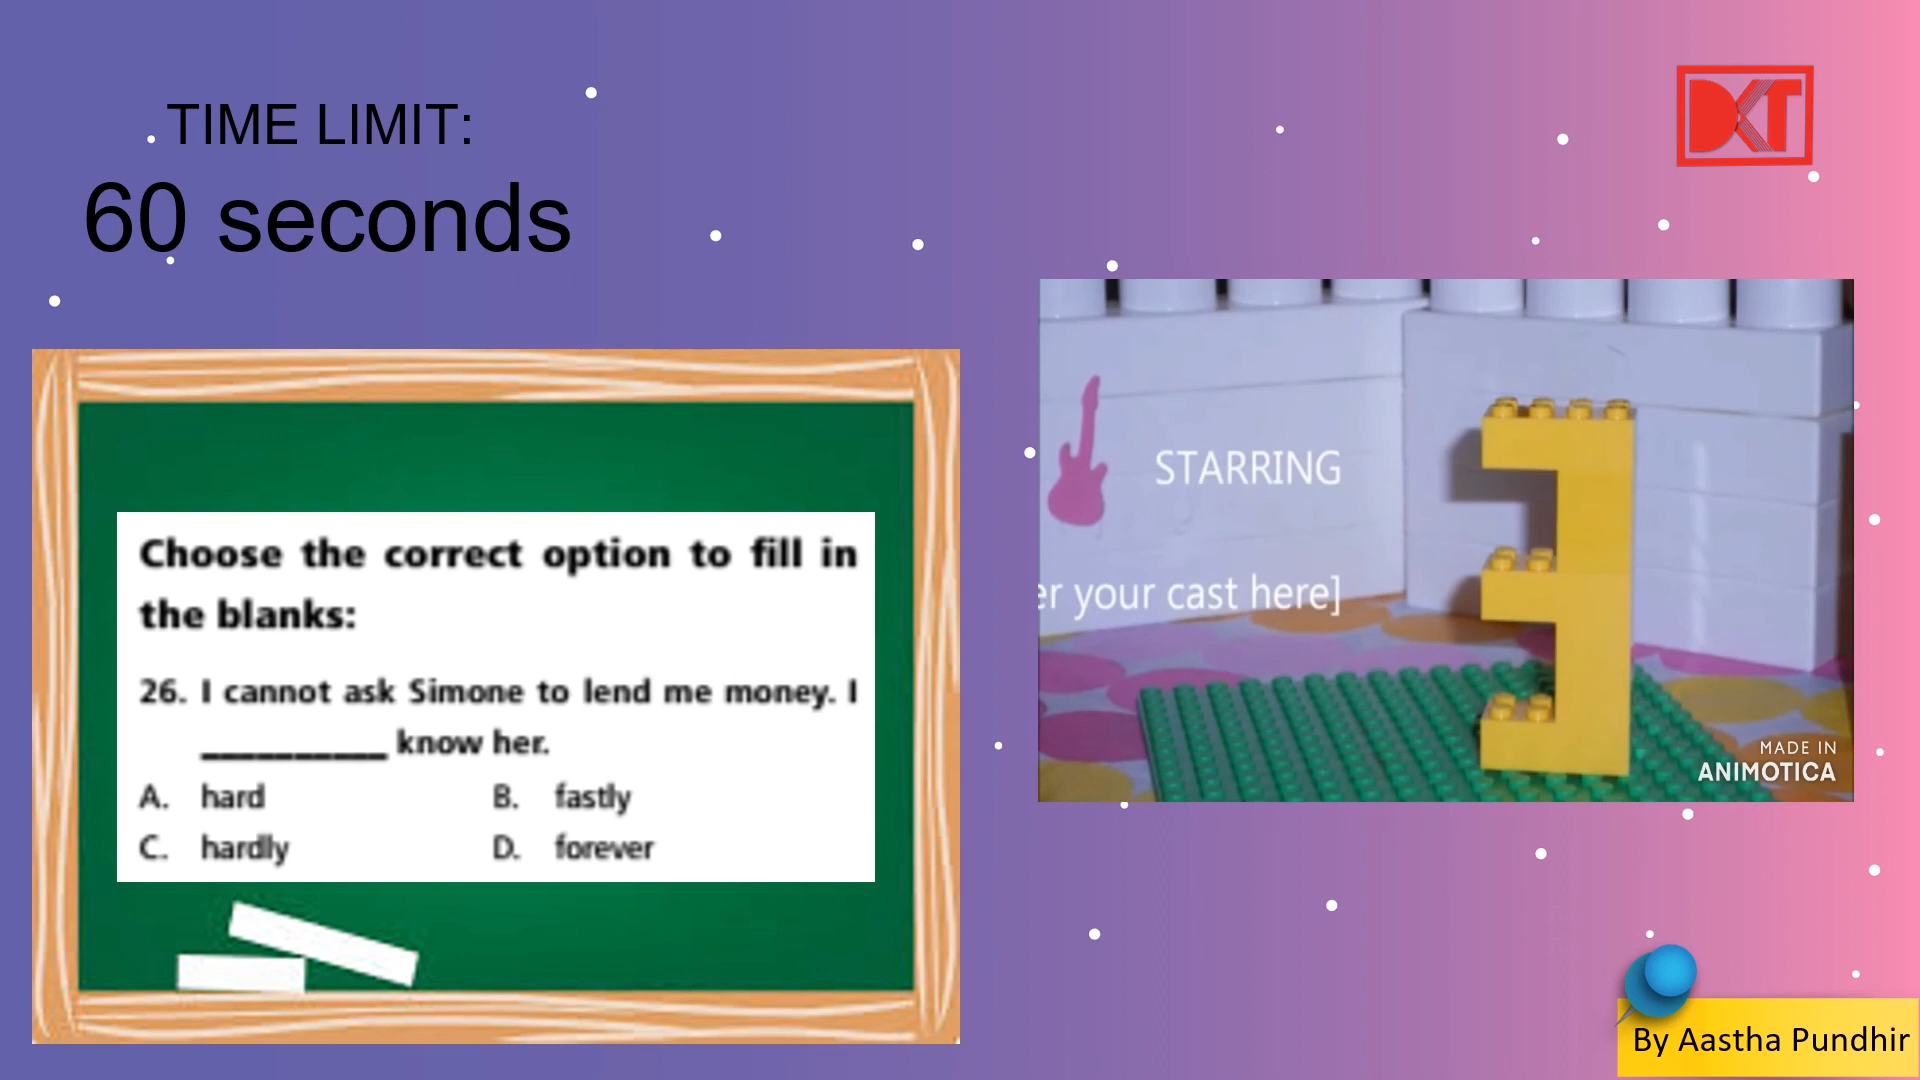 TIME LIMIT:
60 seconds
DKT
Choose the correct option to fill in
the blanks:
26. I cannot ask Simone to lend me money. I
__________ know her.
A. hard B. fastly
C. hardly D. forever
STARRING
er your cast here]
MADE IN
ANIMOTICA
By Aastha Pundhir